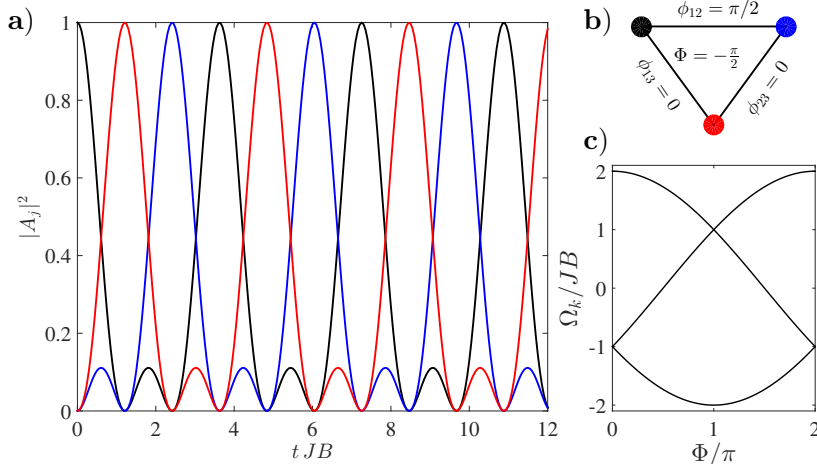 a)
|A_j|^2
1
0.8
0.6
0.4
0.2
0
0 2 4 6 8 10 12
t JB
b)
ϕ_12 = π/2
Φ = −π/2
ϕ_13 = 0
ϕ_23 = 0
c)
Ω_k/JB
2
1
0
-1
-2
0 1 2
Φ/π